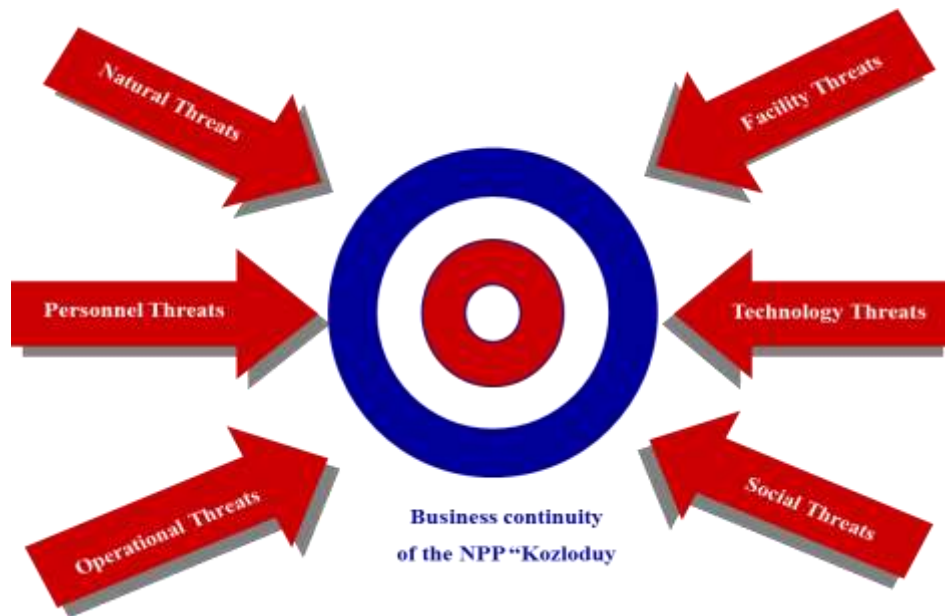 Natural Threats
Facility Threats
Personnel Threats
Technology Threats
Operational Threats
Social Threats
Business continuity
of the NPP “Kozloduy